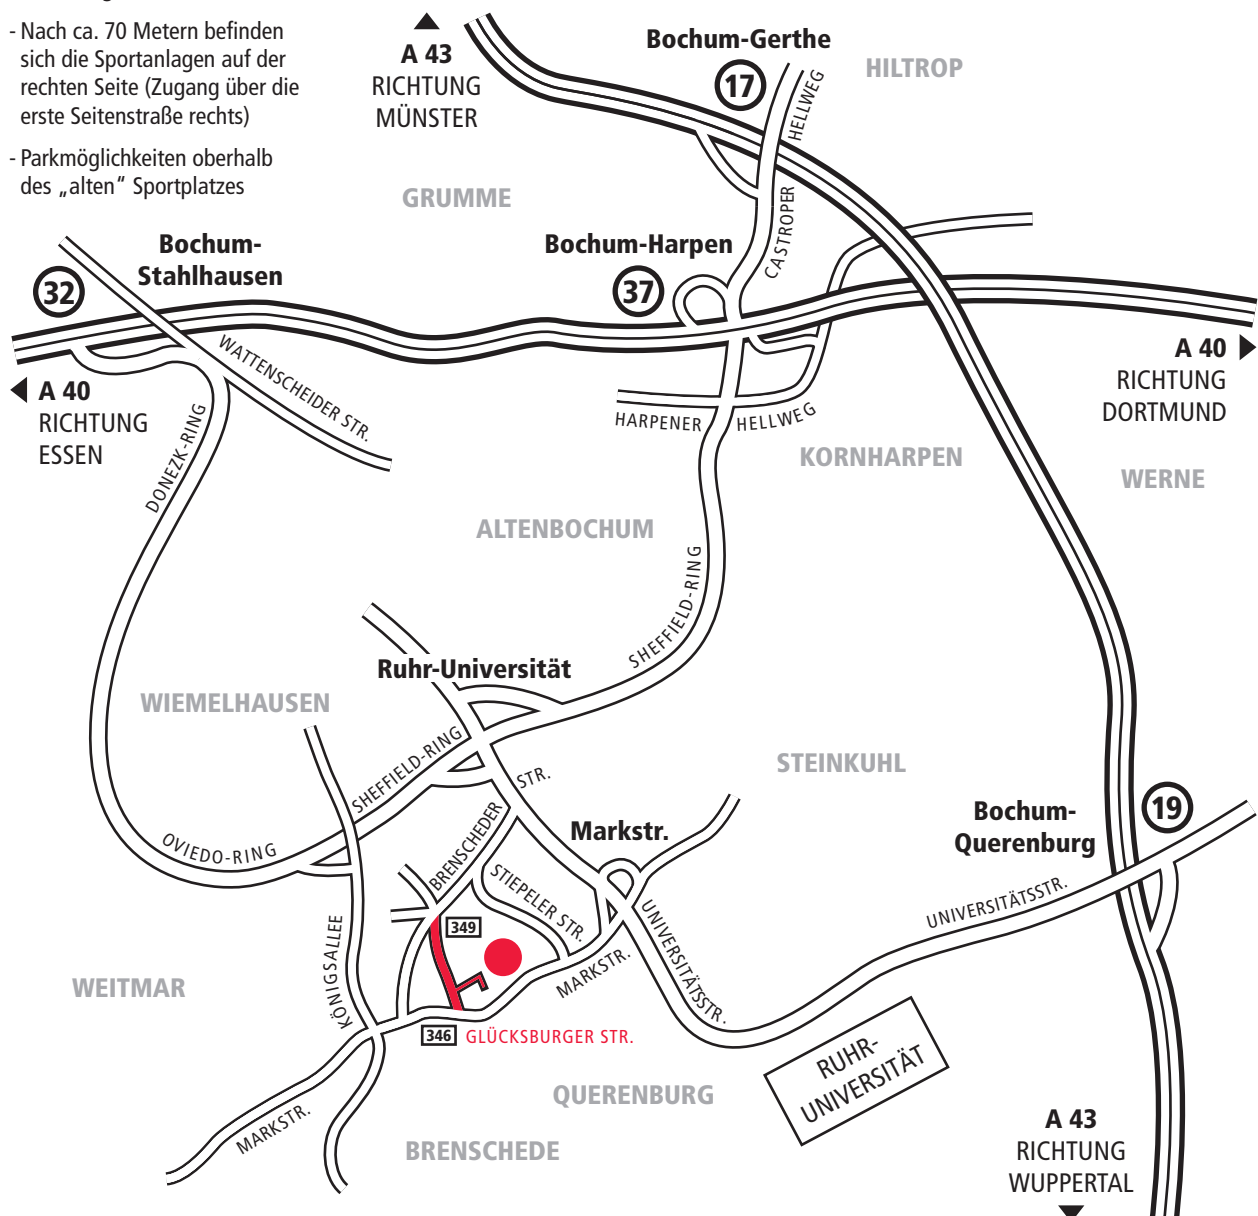 - Nach ca. 70 Metern befinden
sich die Sportanlagen auf der
rechten Seite (Zugang über die
erste Seitenstraße rechts)
- Parkmöglichkeiten oberhalb
des „alten“ Sportplatzes
A 43
RICHTUNG
MÜNSTER
Bochum-Gerthe
17
HELLWEG
HILTROP
GRUMME
CASTROPER
Bochum-
Stahlhausen
32
Bochum-Harpen
37
A 40
RICHTUNG
ESSEN
WATTENSCHEIDER STR.
A 40
RICHTUNG
DORTMUND
HARPENER
HELLWEG
DONEZK-RING
KORNHARPEN
WERNE
ALTENBOCHUM
SHEFFIELD-RING
Ruhr-Universität
WIEMELHAUSEN
SHEFFIELD-RING
STR.
STEINKUHL
OVIEDO-RING
BRENSCHEDER
Markstr.
Bochum-
Querenburg
19
STIEPELER STR.
UNIVERSITÄTSSTR.
UNIVERSITÄTSSTR.
349
KÖNIGSALLEE
MARKSTR.
WEITMAR
346
GLÜCKSBURGER STR.
RUHR-
UNIVERSITÄT
QUERENBURG
MARKSTR.
BRENSCHEDE
A 43
RICHTUNG
WUPPERTAL